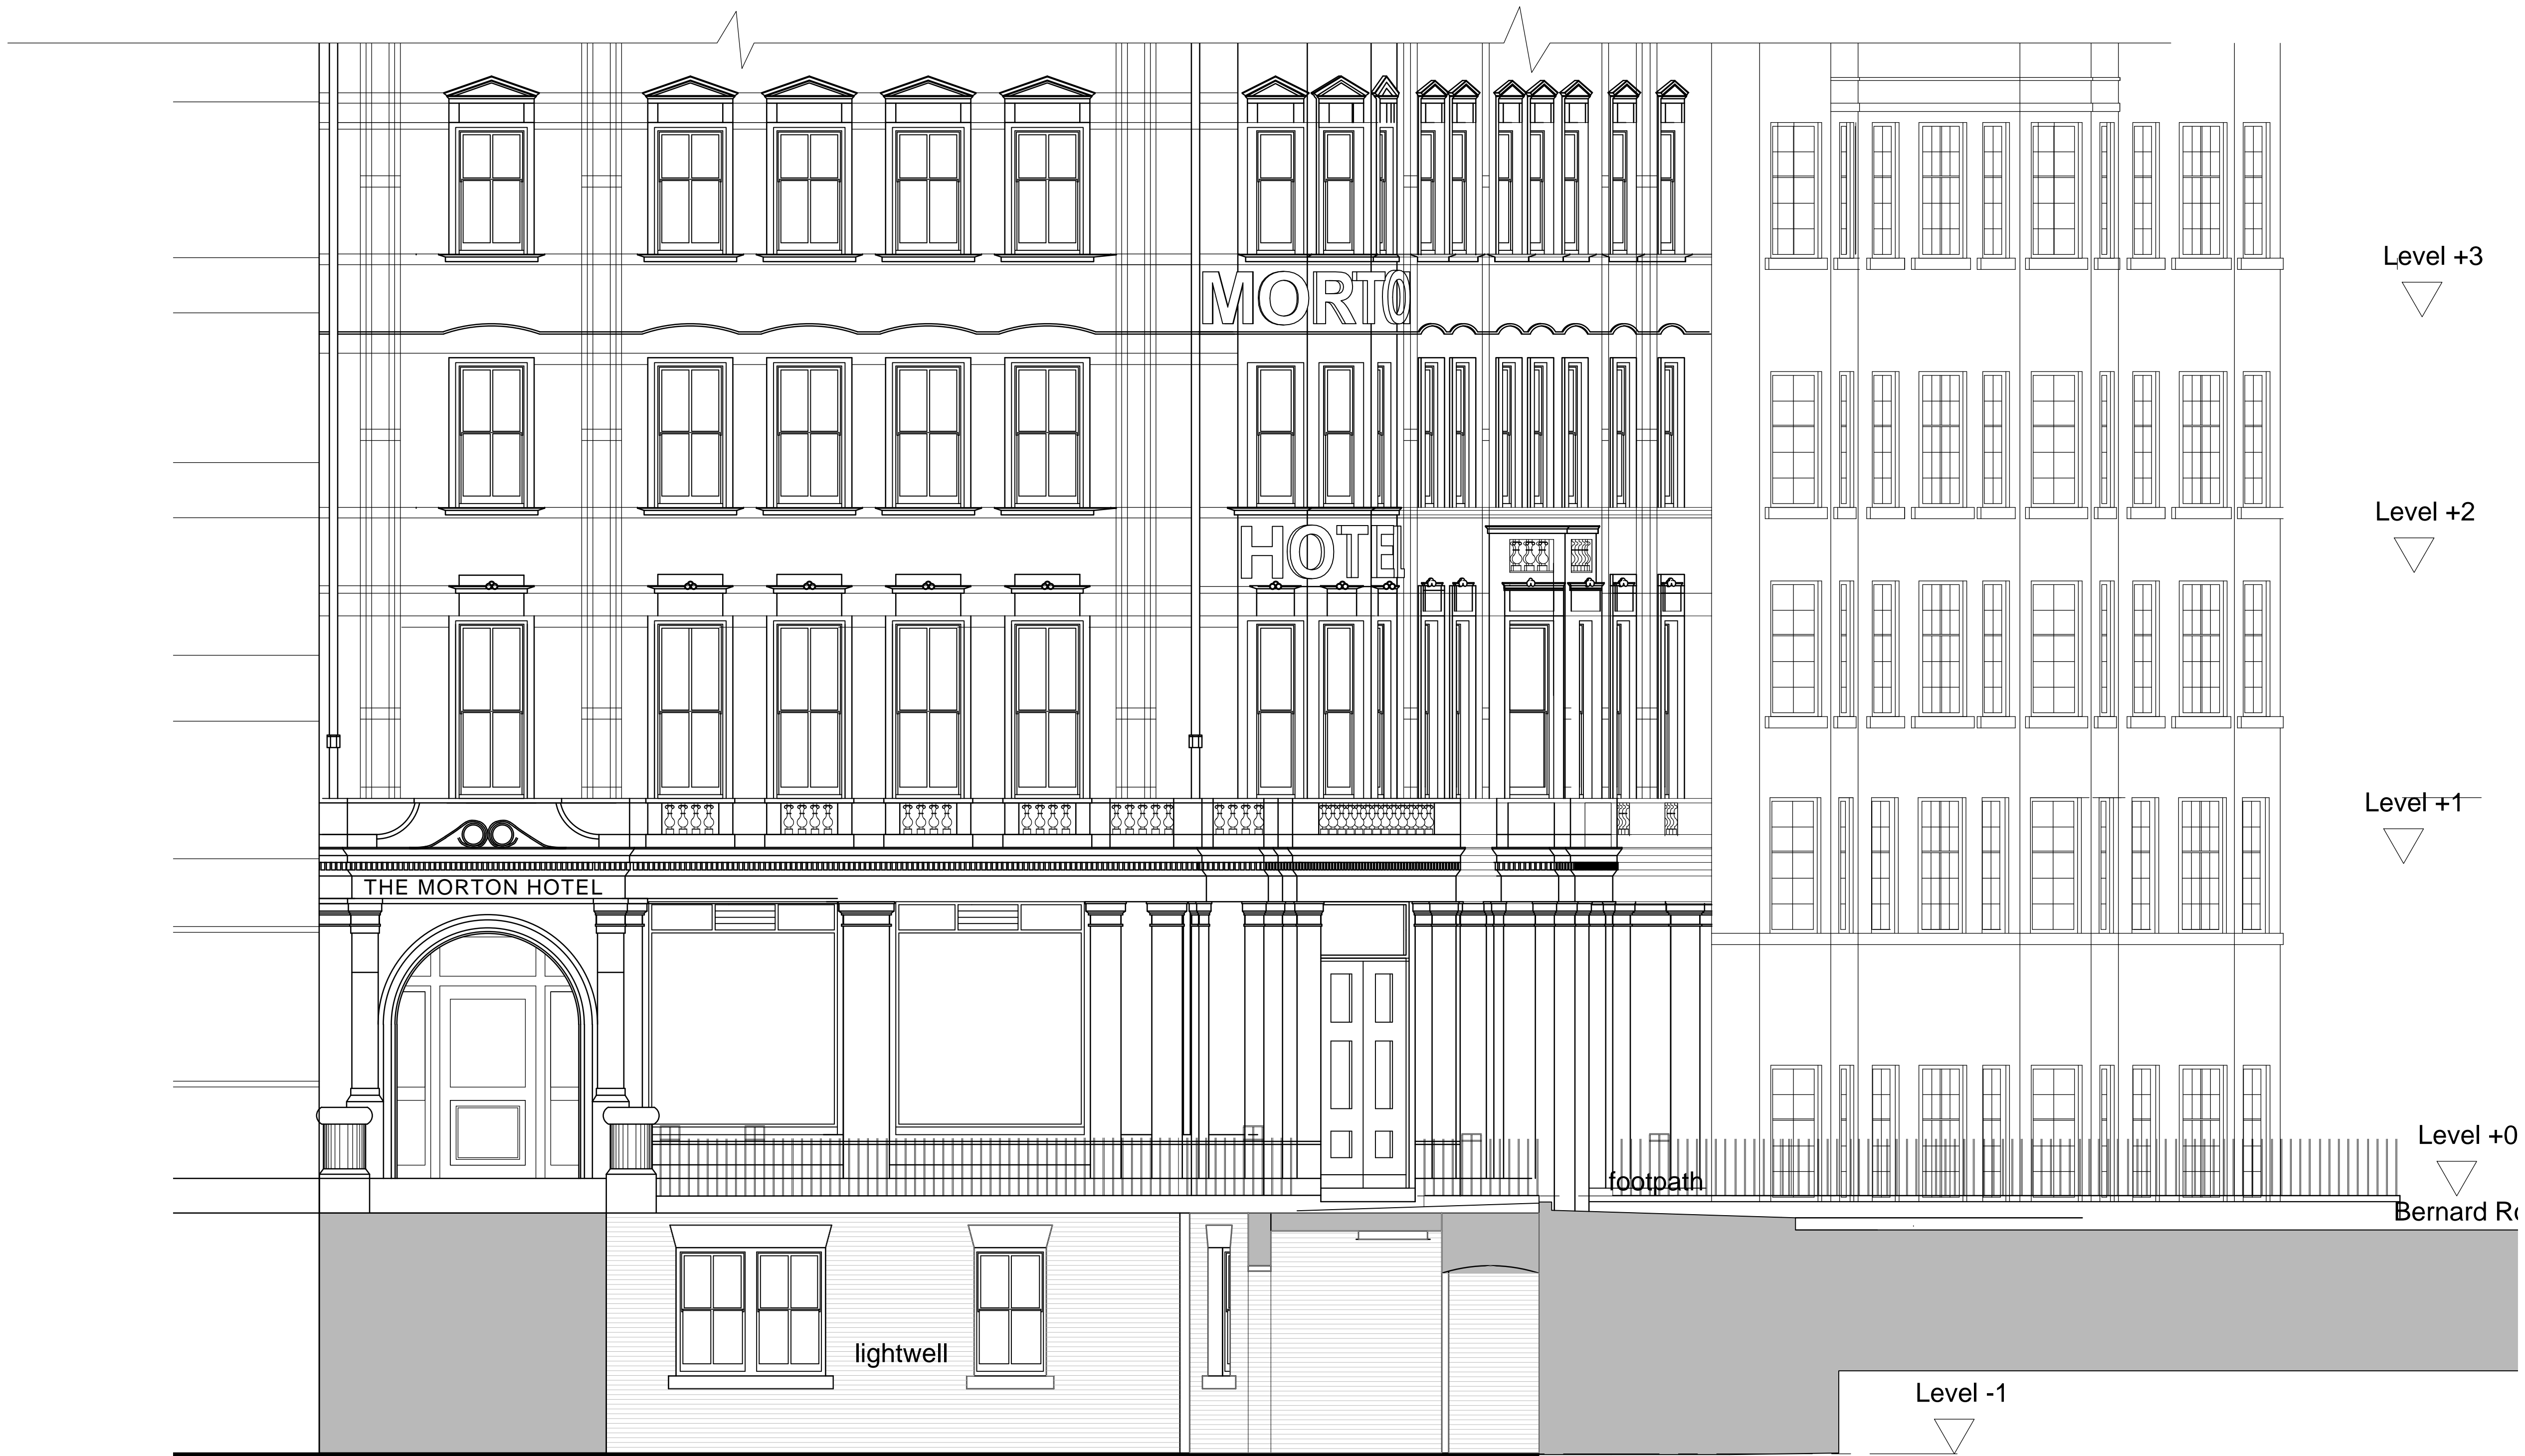 Level +3
MORTO
Level +2
HOTEL
Level +1
THE MORTON HOTEL
Level +0
footpath
Bernard
lightwell
Level -1